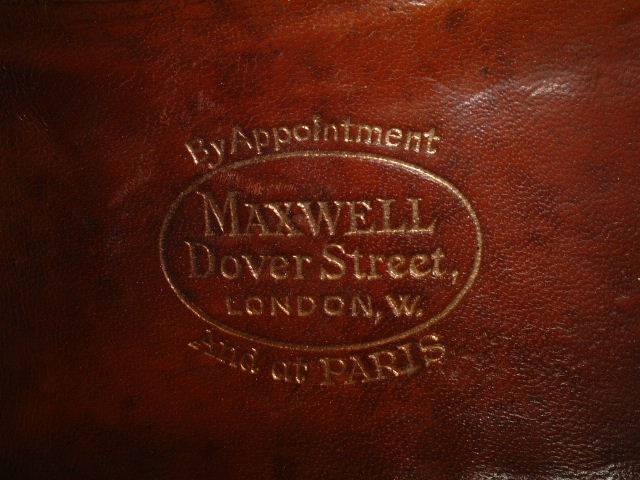 By Appointment
MAXWELL
Dover Street,
LONDON, W.
And at PARIS